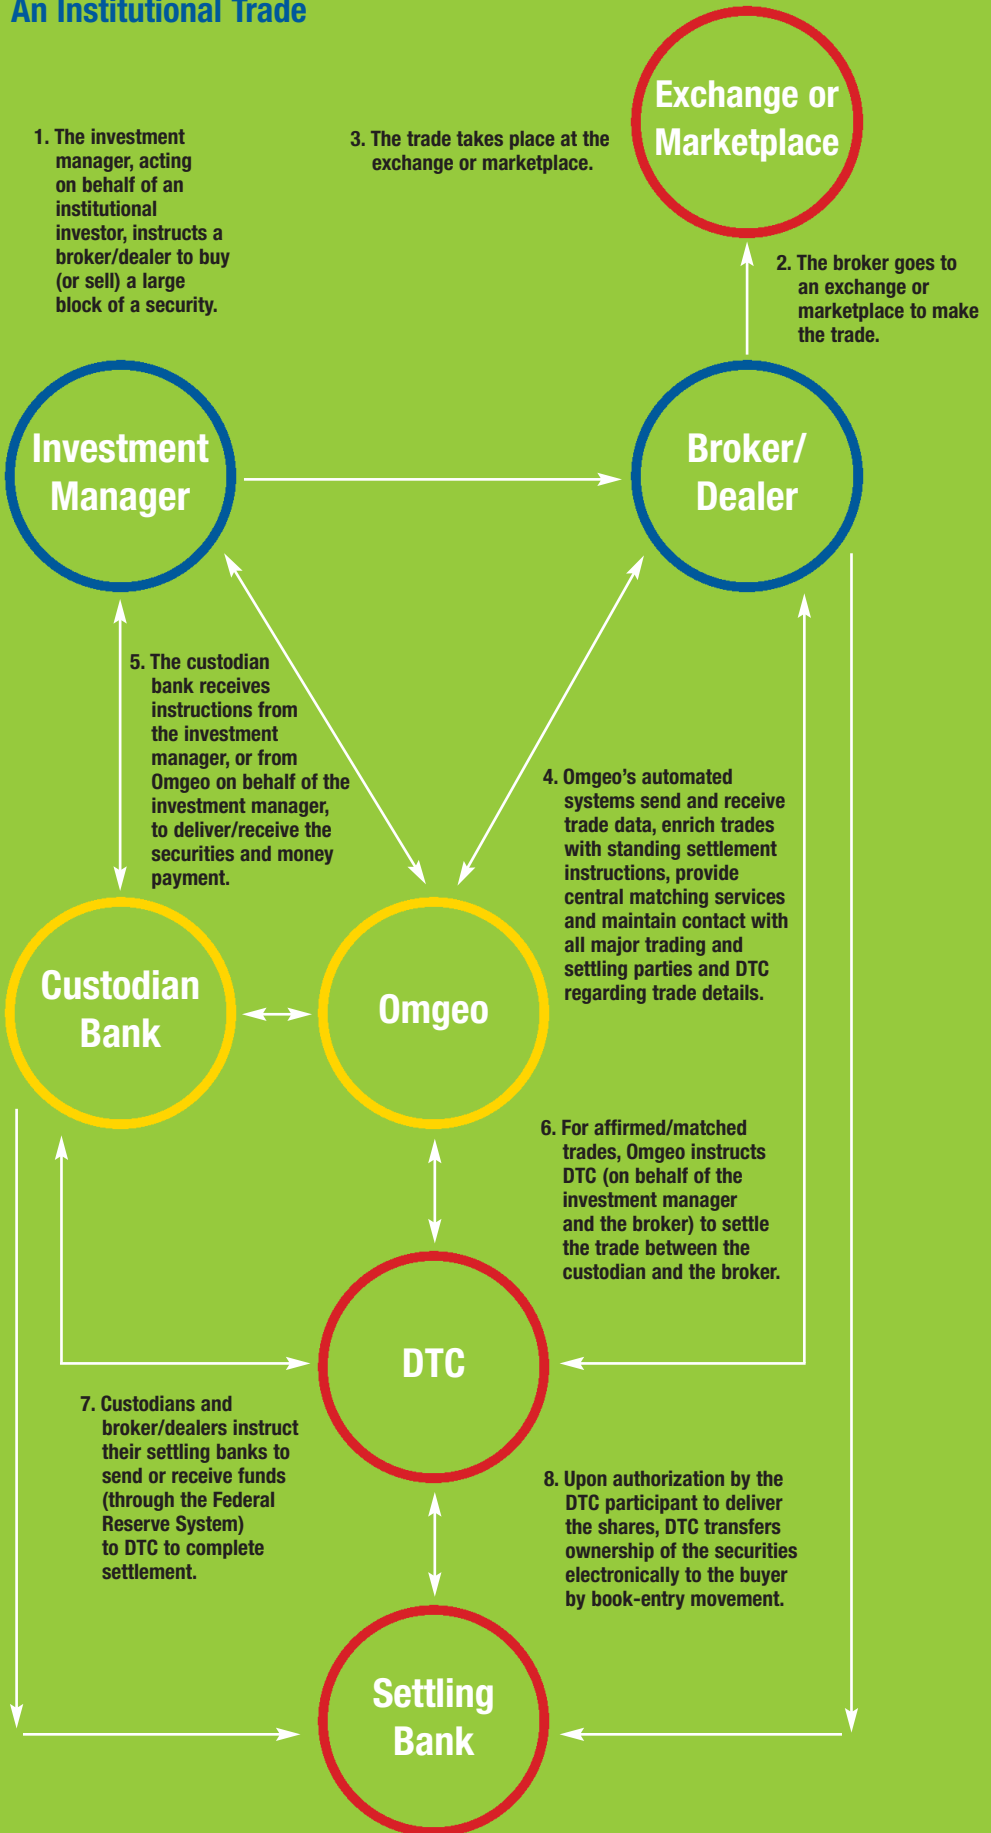 An Institutional Trade
Exchange or
Marketplace
1. The investment
manager, acting
on behalf of an
institutional
investor, instructs a
broker/dealer to buy
(or sell) a large
block of a security.
3. The trade takes place at the
exchange or marketplace.
2. The broker goes to
an exchange or
marketplace to make
the trade.
Investment
Manager
Broker/
Dealer
5. The custodian
bank receives
instructions from
the investment
manager, or from
Omgeo on behalf of the
investment manager,
to deliver/receive the
securities and money
payment.
4. Omgeo’s automated
systems send and receive
trade data, enrich trades
with standing settlement
instructions, provide
central matching services
and maintain contact with
all major trading and
settling parties and DTC
regarding trade details.
Custodian
Bank
Omgeo
6. For affirmed/matched
trades, Omgeo instructs
DTC (on behalf of the
investment manager
and the broker) to settle
the trade between the
custodian and the broker.
DTC
7. Custodians and
broker/dealers instruct
their settling banks to
send or receive funds
(through the Federal
Reserve System)
to DTC to complete
settlement.
8. Upon authorization by the
DTC participant to deliver
the shares, DTC transfers
ownership of the securities
electronically to the buyer
by book-entry movement.
Settling
Bank